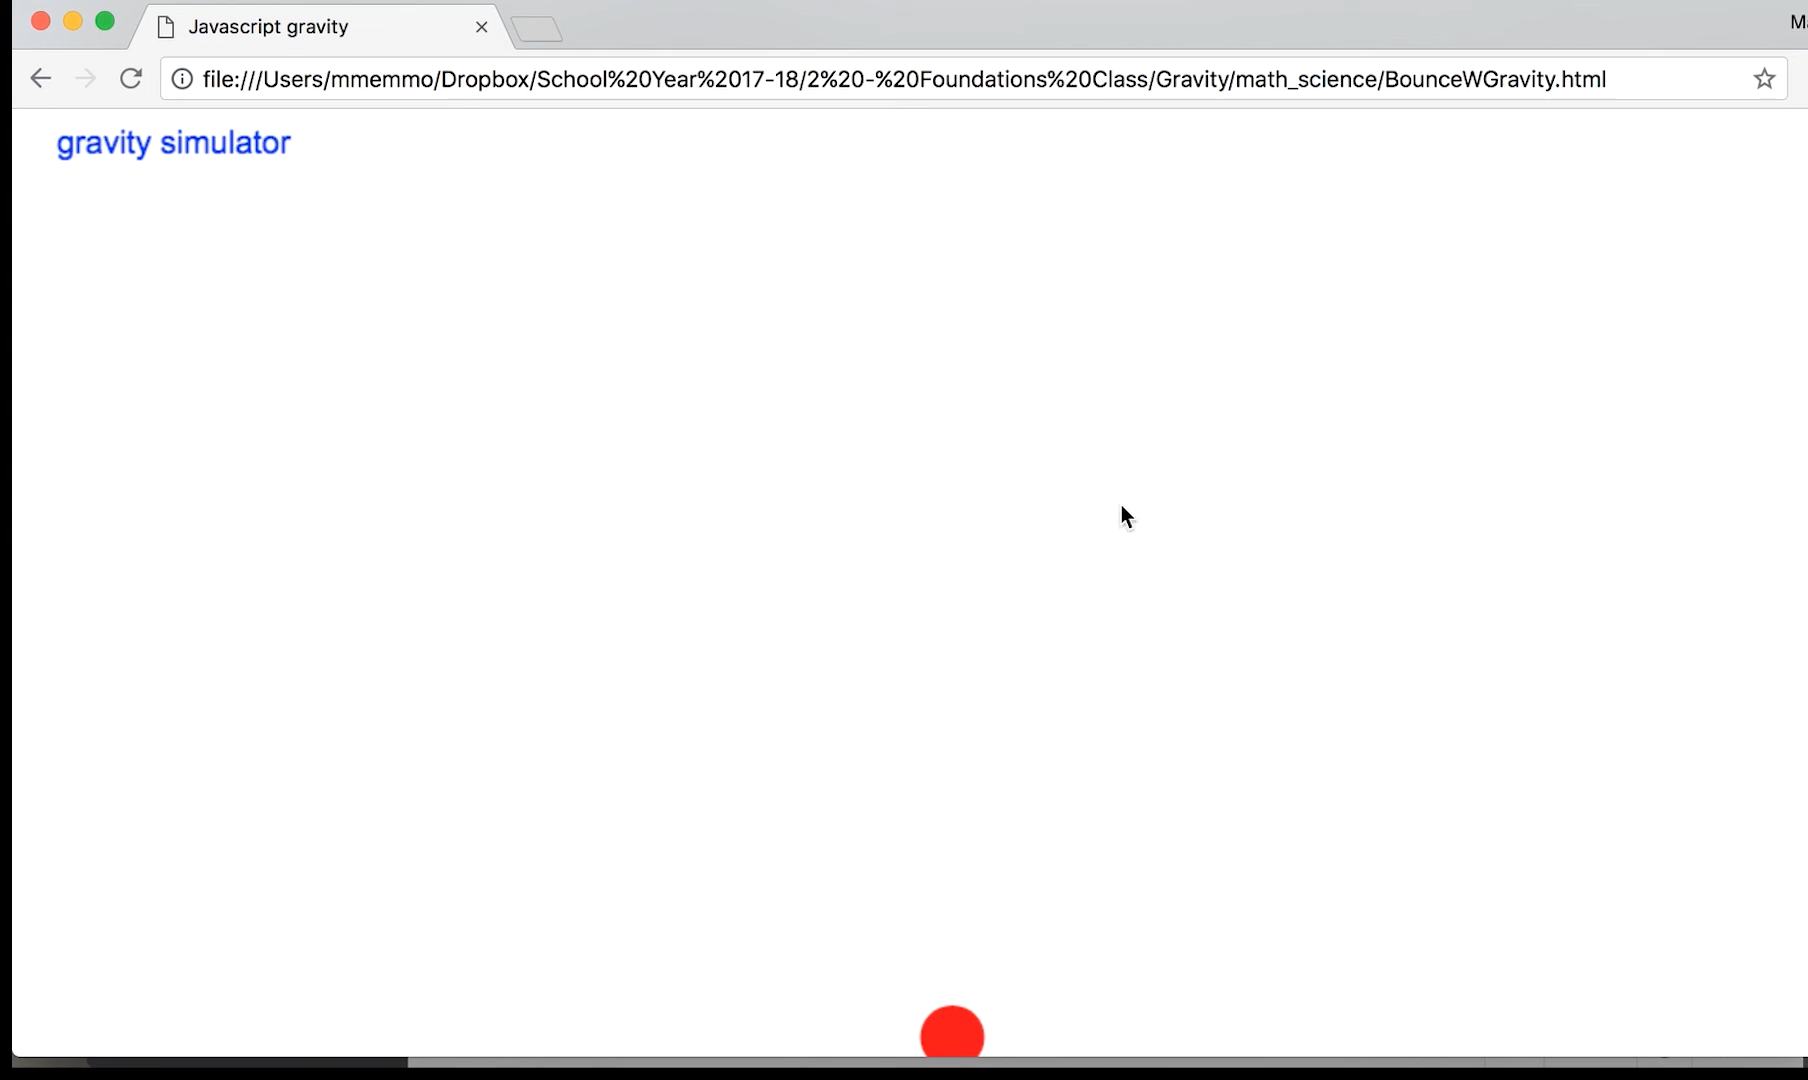 Javascript gravity
file:///Users/mmemmo/Dropbox/School%20Year%2017-18/2%20-%20Foundations%20Class/Gravity/math_science/BounceWGravity.html
gravity simulator